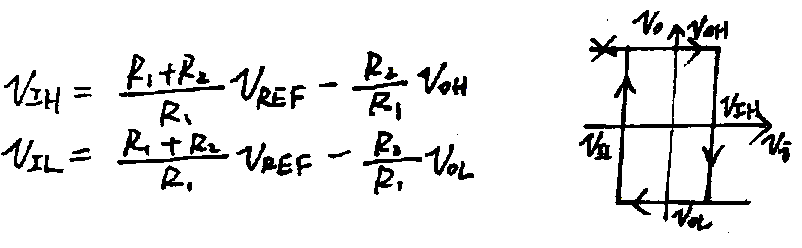 V_IH = (R₁+R₂)/R₁ V_REF − R₂/R₁ V_OH
V_IL = (R₁+R₂)/R₁ V_REF − R₂/R₁ V_OL
V_O V_OH
V_IH
V_IL
V_OL